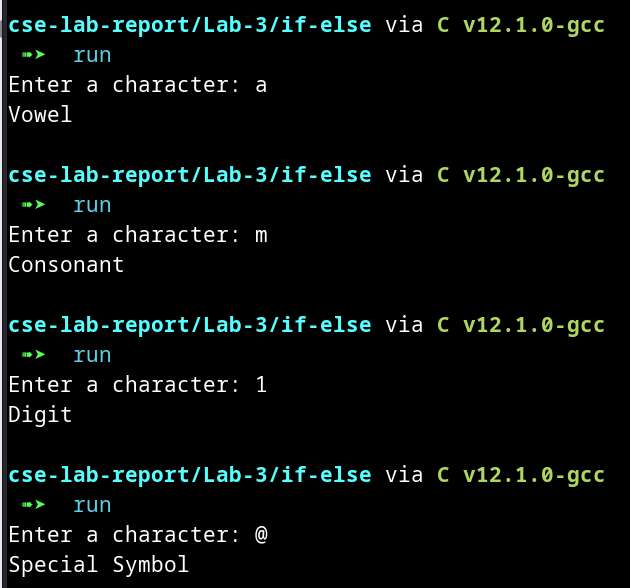 cse-lab-report/Lab-3/if-else via C v12.1.0-gcc
➠➤ run
Enter a character: a
Vowel
cse-lab-report/Lab-3/if-else via C v12.1.0-gcc
➠➤ run
Enter a character: m
Consonant
cse-lab-report/Lab-3/if-else via C v12.1.0-gcc
➠➤ run
Enter a character: 1
Digit
cse-lab-report/Lab-3/if-else via C v12.1.0-gcc
➠➤ run
Enter a character: @
Special Symbol